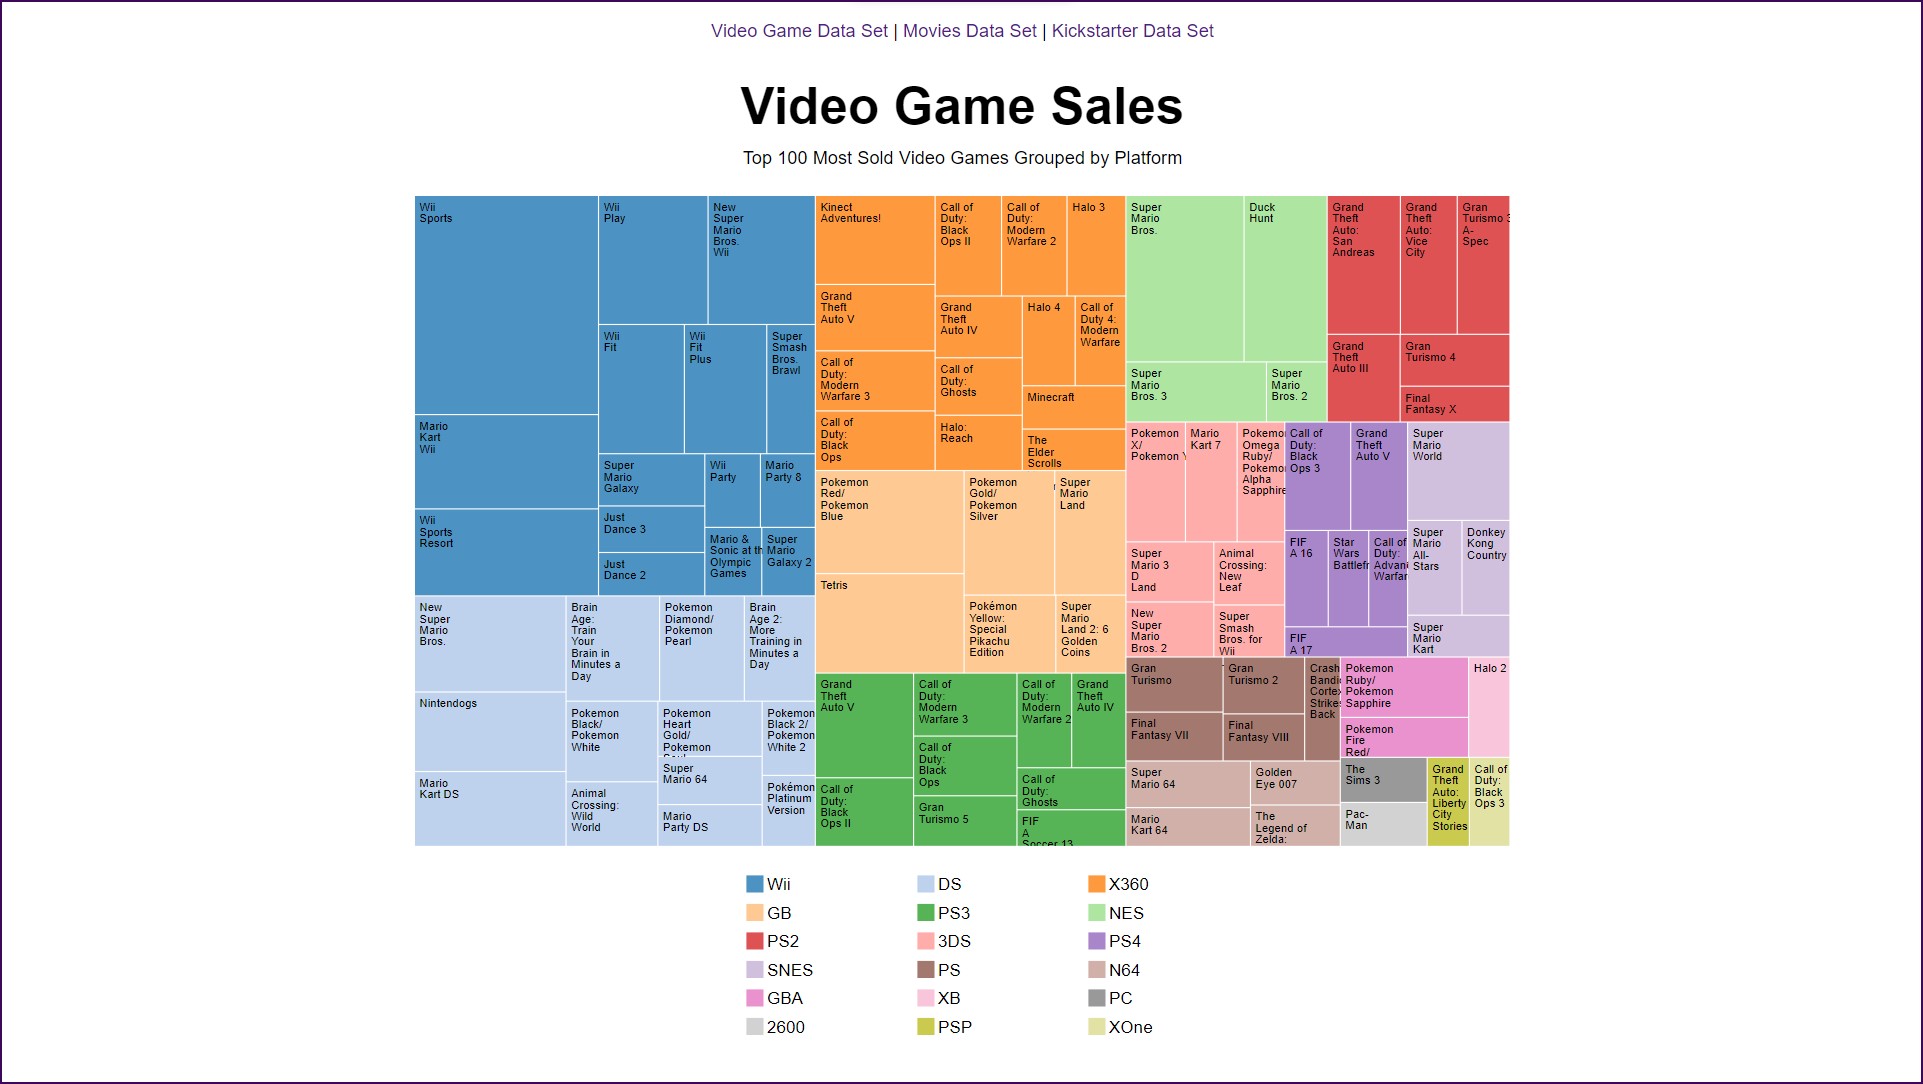 Video Game Data Set | Movies Data Set | Kickstarter Data Set
Video Game Sales
Top 100 Most Sold Video Games Grouped by Platform
Wii
Sports
Mario
Kart
Wii
Wii
Sports
Resort
Wii
Play
New
Super
Mario
Bros.
Wii
Wii
Fit
Wii
Fit
Plus
Super
Smash
Bros.
Brawl
Super
Mario
Galaxy
Just
Dance 3
Just
Dance 2
Wii
Party
Mario
Party 8
Mario &
Sonic at th
Olympic
Games
Super
Mario
Galaxy 2
New
Super
Mario
Bros.
Nintendogs
Mario
Kart DS
Brain
Age:
Train
Your
Brain in
Minutes a
Day
Pokemon
Diamond/
Pokemon
Pearl
Brain
Age 2:
More
Training in
Minutes a
Day
Pokemon
Black/
Pokemon
White
Animal
Crossing:
Wild
World
Pokemon
Heart
Gold/
Pokemon
Super
Mario 64
Mario
Party DS
Pokemon
Black 2/
Pokemon
White 2
Pokémon
Platinum
Version
Kinect
Adventures!
Grand
Theft
Auto V
Call of
Duty:
Modern
Warfare 3
Call of
Duty:
Black
Ops
Call of
Duty:
Black
Ops II
Call of
Duty:
Modern
Warfare 2
Halo 3
Grand
Theft
Auto IV
Call of
Duty:
Ghosts
Halo:
Reach
Halo 4
Call of
Duty 4:
Modern
Warfare
Minecraft
The
Elder
Scrolls
Pokemon
Red/
Pokemon
Blue
Tetris
Pokemon
Gold/
Pokemon
Silver
Super
Mario
Land
Pokémon
Yellow:
Special
Pikachu
Edition
Super
Mario
Land 2: 6
Golden
Coins
Grand
Theft
Auto V
Call of
Duty:
Black
Ops II
Call of
Duty:
Modern
Warfare 3
Call of
Duty:
Black
Ops
Gran
Turismo 5
Call of
Duty:
Modern
Warfare 2
Grand
Theft
Auto IV
Call of
Duty:
Ghosts
FIF
A
Soccer 13
Super
Mario
Bros.
Duck
Hunt
Super
Mario
Bros. 3
Super
Mario
Bros. 2
Grand
Theft
Auto:
San
Andreas
Grand
Theft
Auto:
Vice
City
Gran
Turismo 3
A-
Spec
Grand
Theft
Auto III
Gran
Turismo 4
Final
Fantasy X
Pokemon
X/
Pokemon Y
Mario
Kart 7
Pokemon
Omega
Ruby/
Pokemon
Alpha
Sapphire
Super
Mario 3
D
Land
Animal
Crossing:
New
Leaf
New
Super
Mario
Bros. 2
Super
Smash
Bros. for
Wii
Call of
Duty:
Black
Ops 3
Grand
Theft
Auto V
FIF
A 16
Star
Wars
Battlefr
Call of
Duty:
Advan
Warfar
FIF
A 17
Super
Mario
World
Super
Mario
All-
Stars
Donkey
Kong
Country
Super
Mario
Kart
Gran
Turismo
Final
Fantasy VII
Gran
Turismo 2
Final
Fantasy VIII
Crash
Bandic
Cortex
Strikes
Back
Super
Mario 64
Mario
Kart 64
Golden
Eye 007
The
Legend of
Zelda:
Pokemon
Ruby/
Pokemon
Sapphire
Pokemon
Fire
Red/
Halo 2
The
Sims 3
Pac-
Man
Grand
Theft
Auto:
Liberty
City
Stories
Call of
Duty:
Black
Ops 3
Wii
DS
X360
GB
PS3
NES
PS2
3DS
PS4
SNES
PS
N64
GBA
XB
PC
2600
PSP
XOne